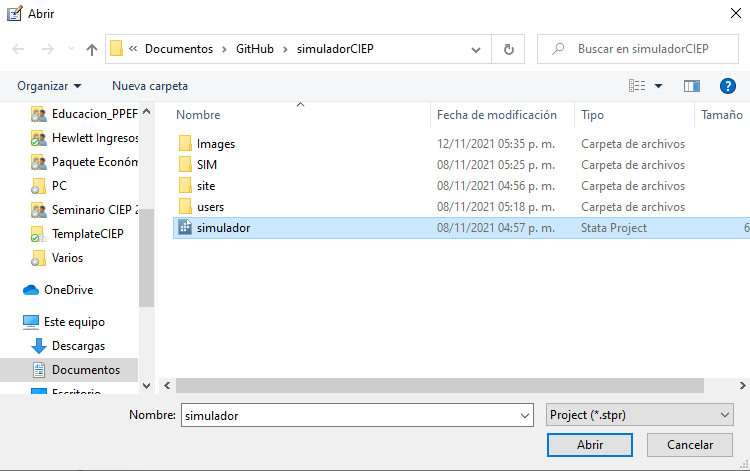 Abrir
« Documentos > GitHub > simuladorCIEP
Buscar en simuladorCIEP
Organizar
Nueva carpeta
Educacion_PPEF
Hewlett Ingresos
Paquete Económ
PC
Seminario CIEP 2
TemplateCIEP
Varios
OneDrive
Este equipo
Descargas
Documentos
Escritorio
Nombre Fecha de modificación Tipo Tamaño
Images 12/11/2021 05:35 p. m. Carpeta de archivos
SIM 08/11/2021 05:25 p. m. Carpeta de archivos
site 08/11/2021 04:56 p. m. Carpeta de archivos
users 08/11/2021 05:18 p. m. Carpeta de archivos
simulador 08/11/2021 04:57 p. m. Stata Project 6
Nombre: simulador Project (*.stpr)
Abrir Cancelar